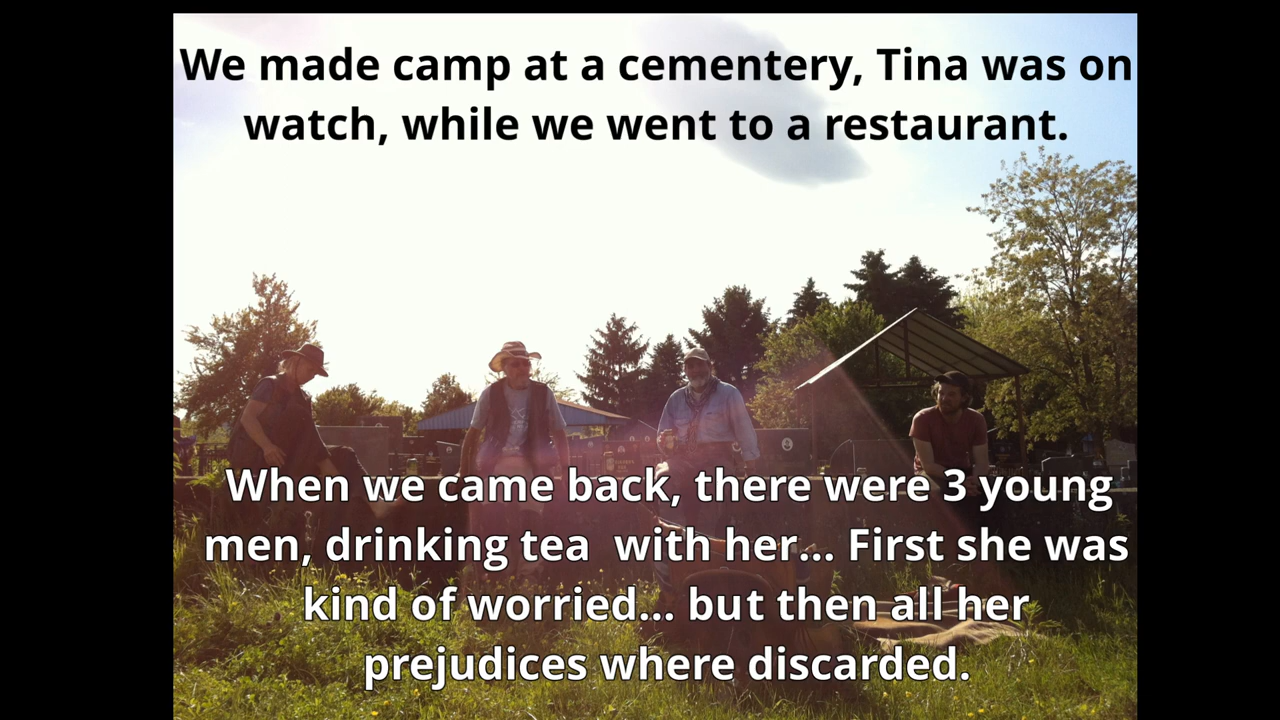 We made camp at a cementery, Tina was on
watch, while we went to a restaurant.
When we came back, there were 3 young
men, drinking tea  with her... First she was
kind of worried... but then all her
prejudices where discarded.